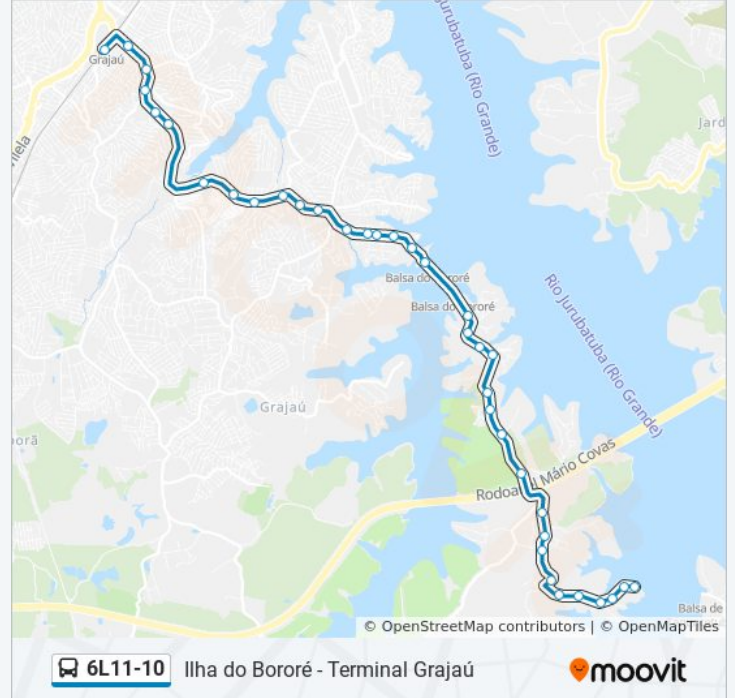 Jurubatuba (Rio Grande)
Grajaú
Jard
Balsa do Bororé
Balsa do Bororé
Rio Jurubatuba (Rio Grande)
Grajaú
Rodoanel Mário Covas
Balsa de
© OpenStreetMap contributors | © OpenMapTiles
6L11-10
Ilha do Bororé - Terminal Grajaú
moovit